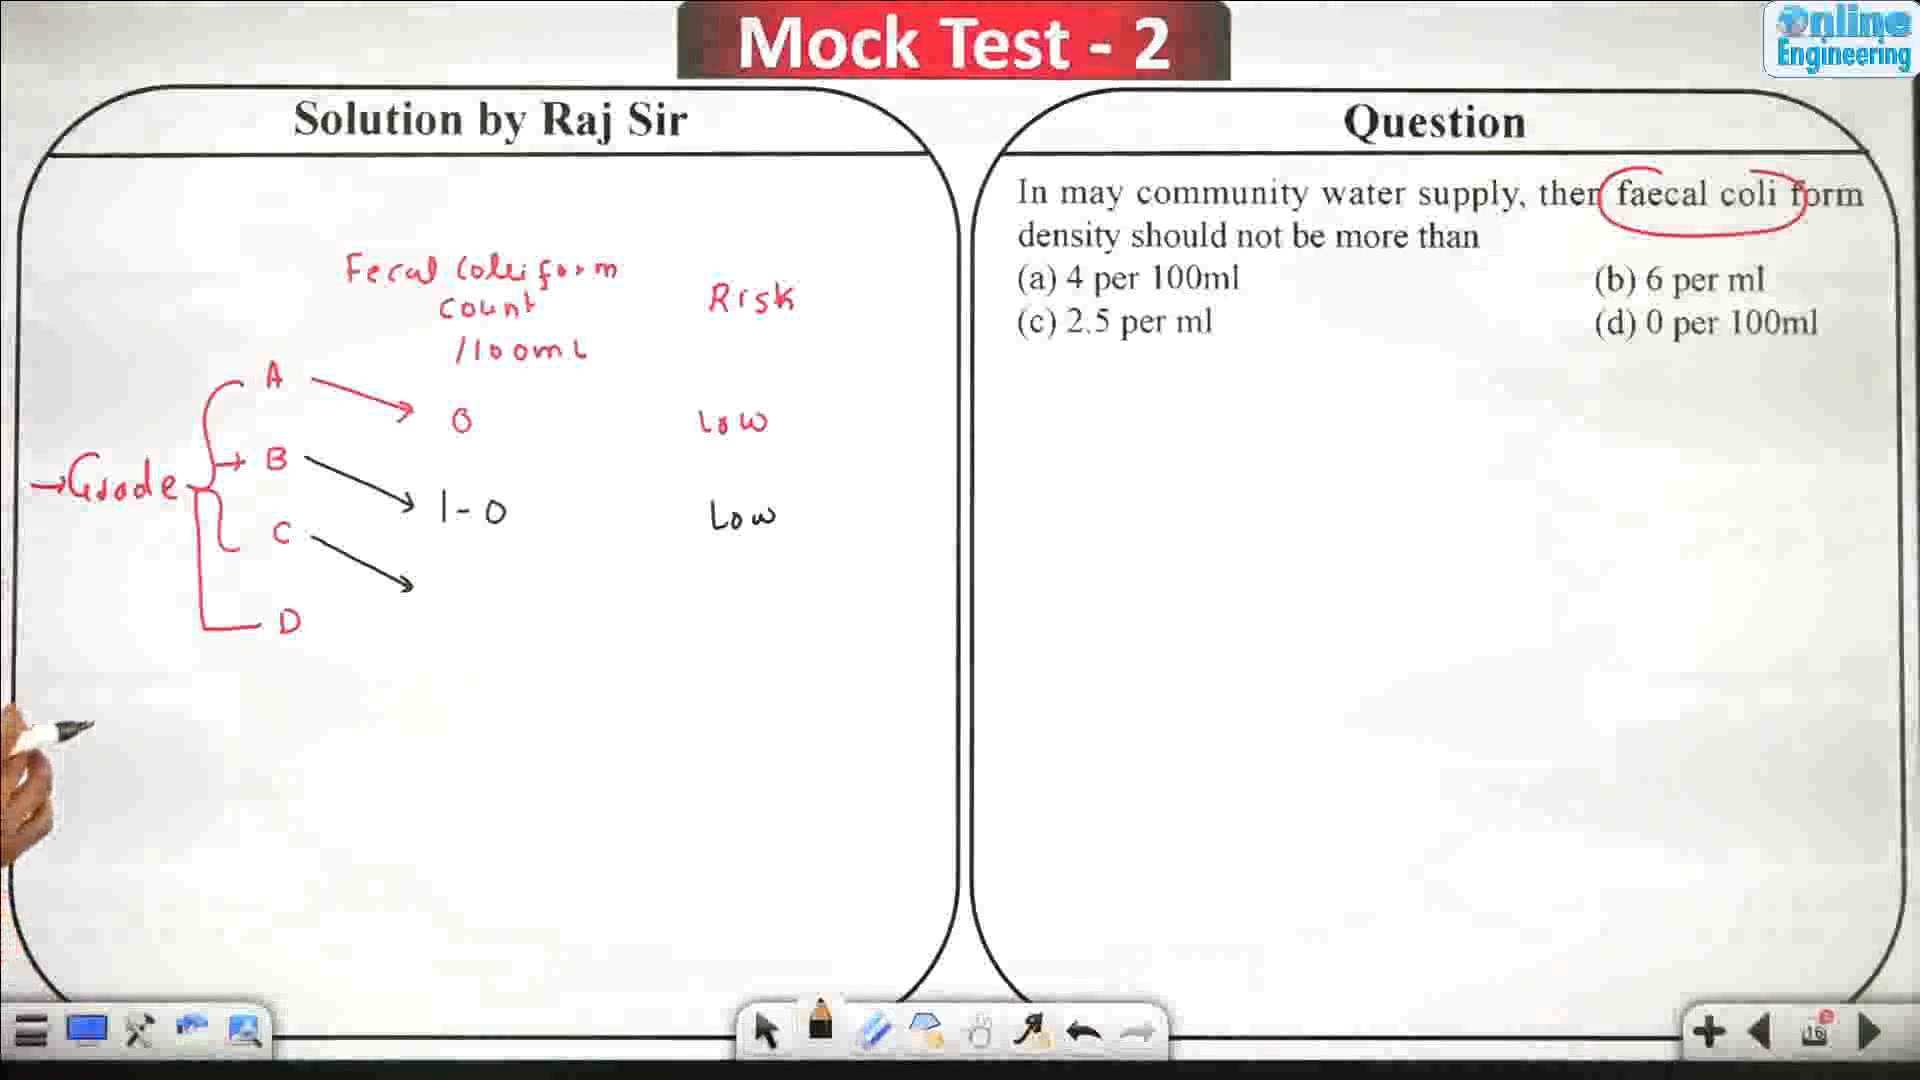 Mock Test - 2
Online
Engineering
Solution by Raj Sir
Fecal Coliform
count
/100mL
Risk
A
0
Low
B
→Grade
1-0
Low
C
D
Question
In may community water supply, then faecal coli form
density should not be more than
(a) 4 per 100ml
(b) 6 per ml
(c) 2.5 per ml
(d) 0 per 100ml
16